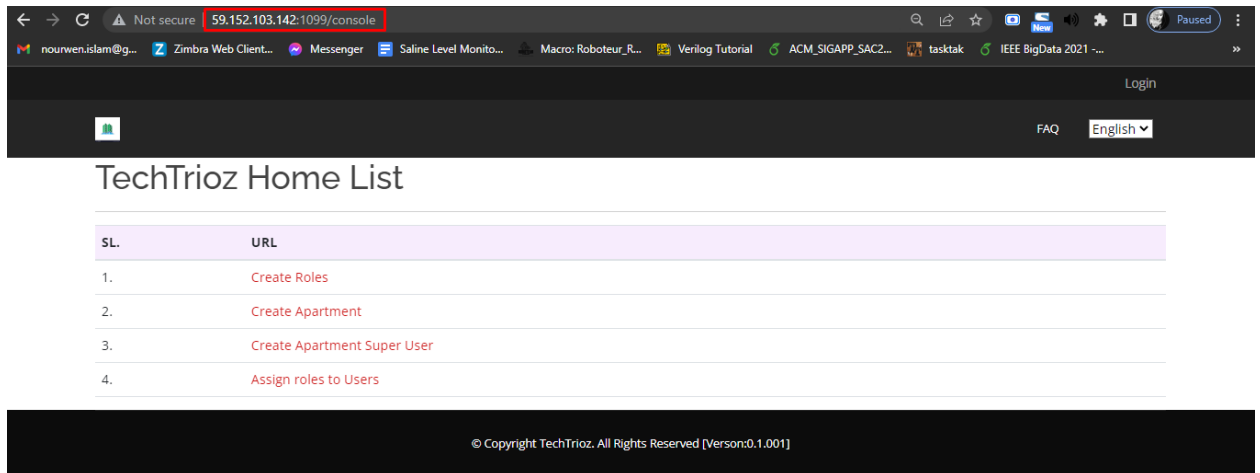 Not secure 59.152.103.142:1099/console Paused
nourwen.islam@g... Zimbra Web Client... Messenger Saline Level Monito... Macro: Roboteur_R... Verilog Tutorial ACM_SIGAPP_SAC2... tasktak IEEE BigData 2021 -... »
New
Login
FAQ English
TechTrioz Home List
SL. URL
1. Create Roles
2. Create Apartment
3. Create Apartment Super User
4. Assign roles to Users
© Copyright TechTrioz. All Rights Reserved [Verson:0.1.001]